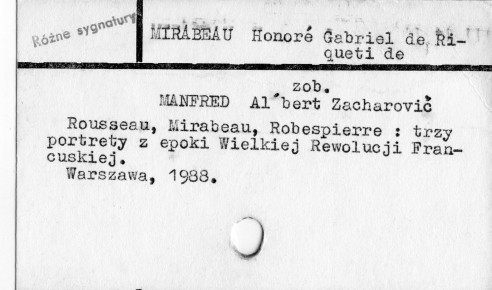 Różne sygnatury
MIRABEAU Honoré Gabriel de Ri-
queti de
zob.
MANFRED Al'bert Zacharovič
Rousseau, Mirabeau, Robespierre : trzy
portrety z epoki Wielkiej Rewolucji Fran-
cuskiej.
Warszawa, 1988.